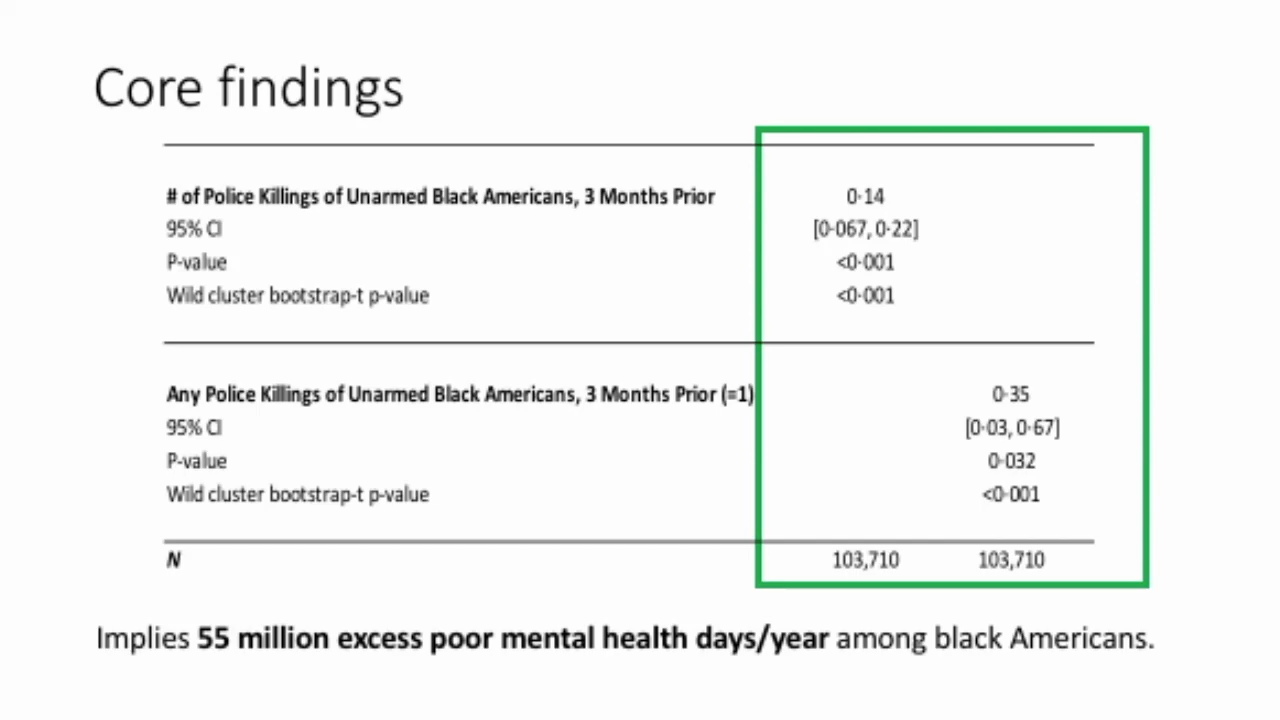 Core findings
# of Police Killings of Unarmed Black Americans, 3 Months Prior 0·14
95% CI [0·067, 0·22]
P-value <0·001
Wild cluster bootstrap-t p-value <0·001
Any Police Killings of Unarmed Black Americans, 3 Months Prior (=1) 0·35
95% CI [0·03, 0·67]
P-value 0·032
Wild cluster bootstrap-t p-value <0·001
N 103,710 103,710
Implies 55 million excess poor mental health days/year among black Americans.